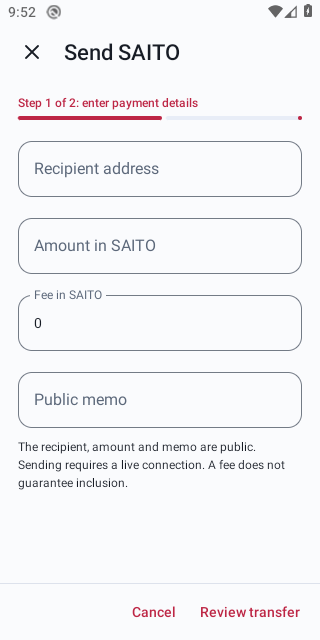 9:52
Send SAITO
Step 1 of 2: enter payment details
Recipient address
Amount in SAITO
Fee in SAITO
0
Public memo
The recipient, amount and memo are public.
Sending requires a live connection. A fee does not
guarantee inclusion.
Cancel
Review transfer